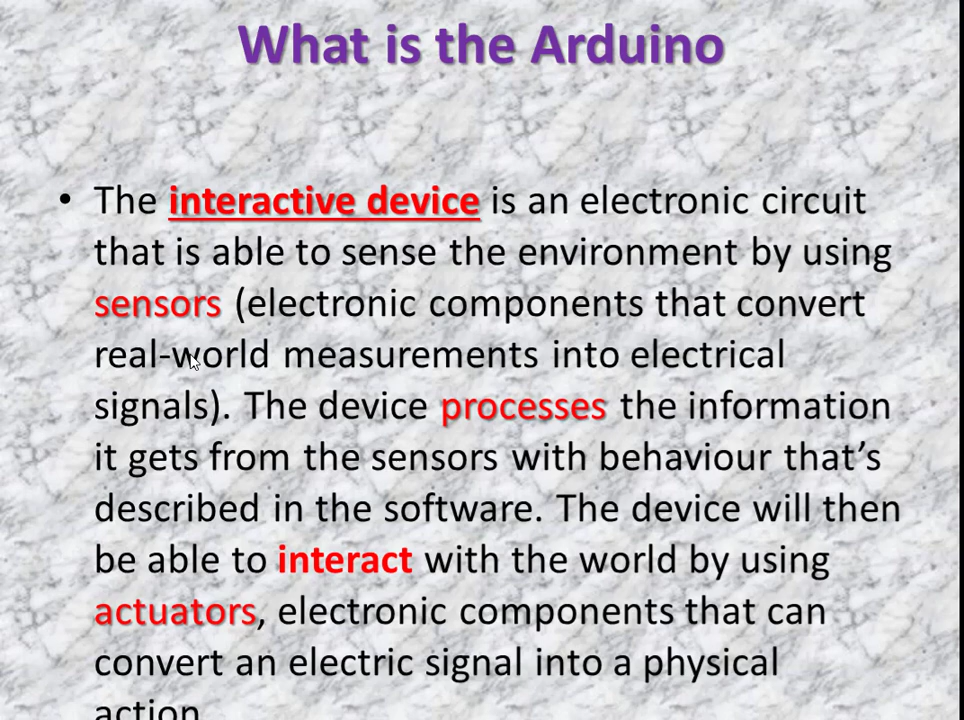 What is the Arduino
• The interactive device is an electronic circuit
that is able to sense the environment by using
sensors (electronic components that convert
real-world measurements into electrical
signals). The device processes the information
it gets from the sensors with behaviour that’s
described in the software. The device will then
be able to interact with the world by using
actuators, electronic components that can
convert an electric signal into a physical
action